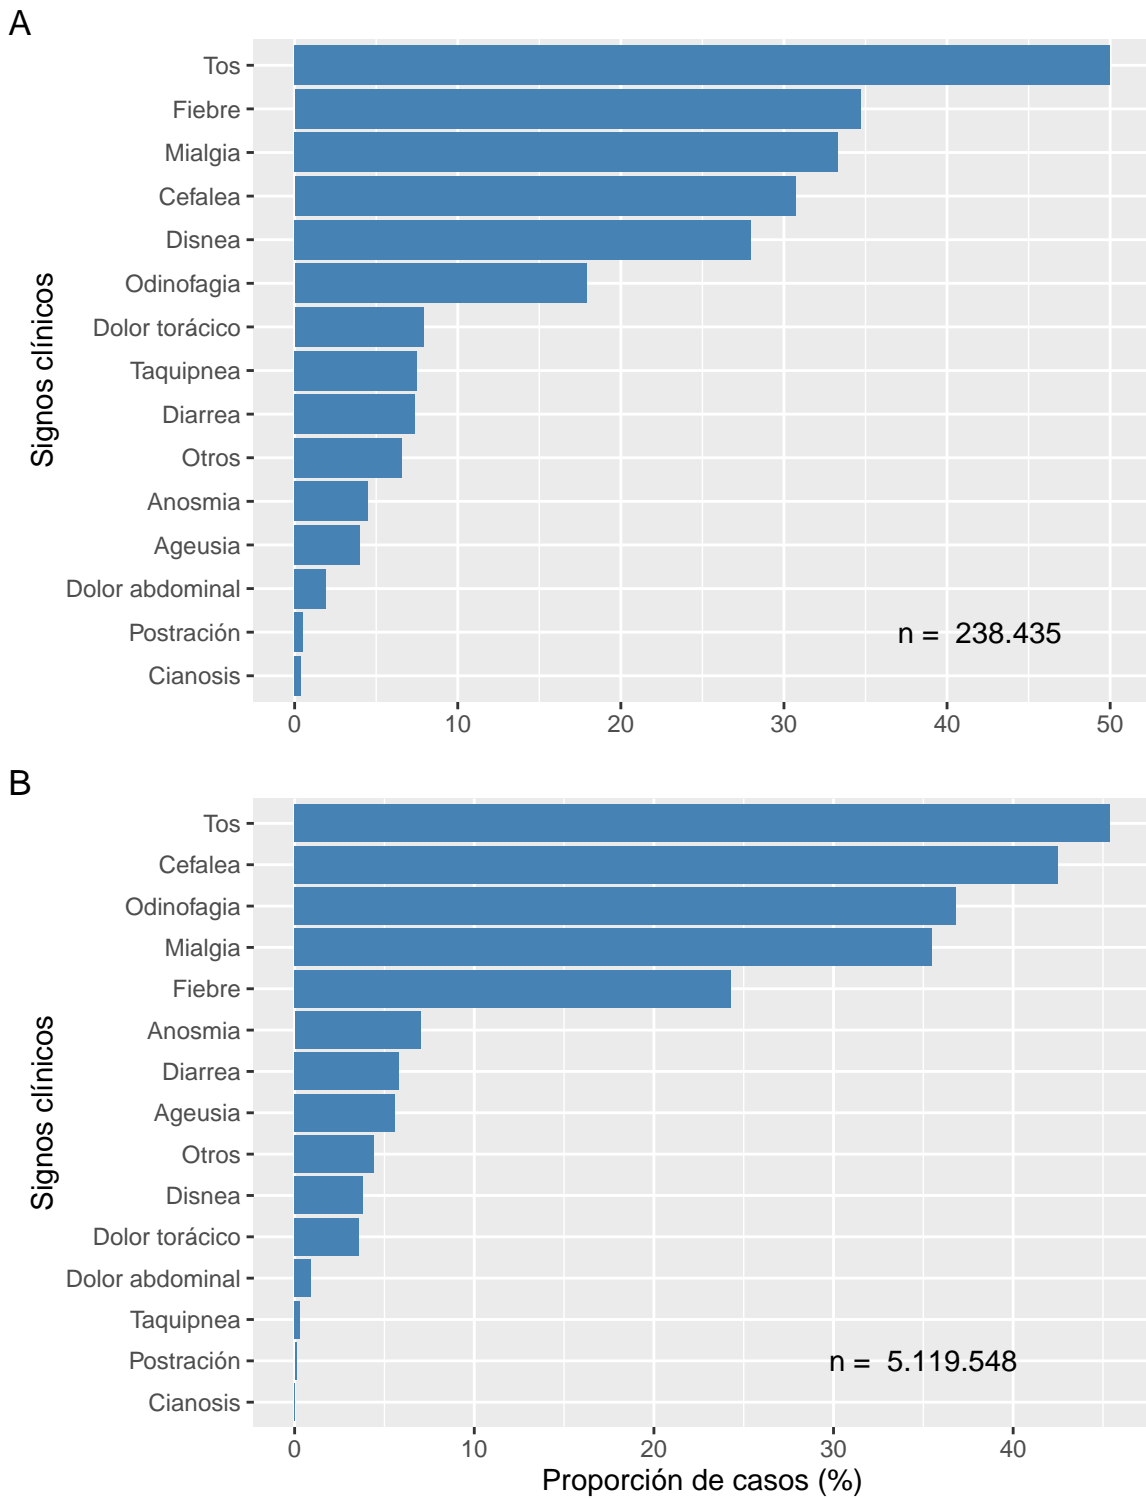 A
Tos
Fiebre
Mialgia
Cefalea
Disnea
Odinofagia
Dolor torácico
Taquipnea
Diarrea
Otros
Anosmia
Ageusia
Dolor abdominal
Postración
Cianosis
Signos clínicos
n = 238.435
0 10 20 30 40 50
B
Tos
Cefalea
Odinofagia
Mialgia
Fiebre
Anosmia
Diarrea
Ageusia
Otros
Disnea
Dolor torácico
Dolor abdominal
Taquipnea
Postración
Cianosis
Signos clínicos
n = 5.119.548
0 10 20 30 40
Proporción de casos (%)